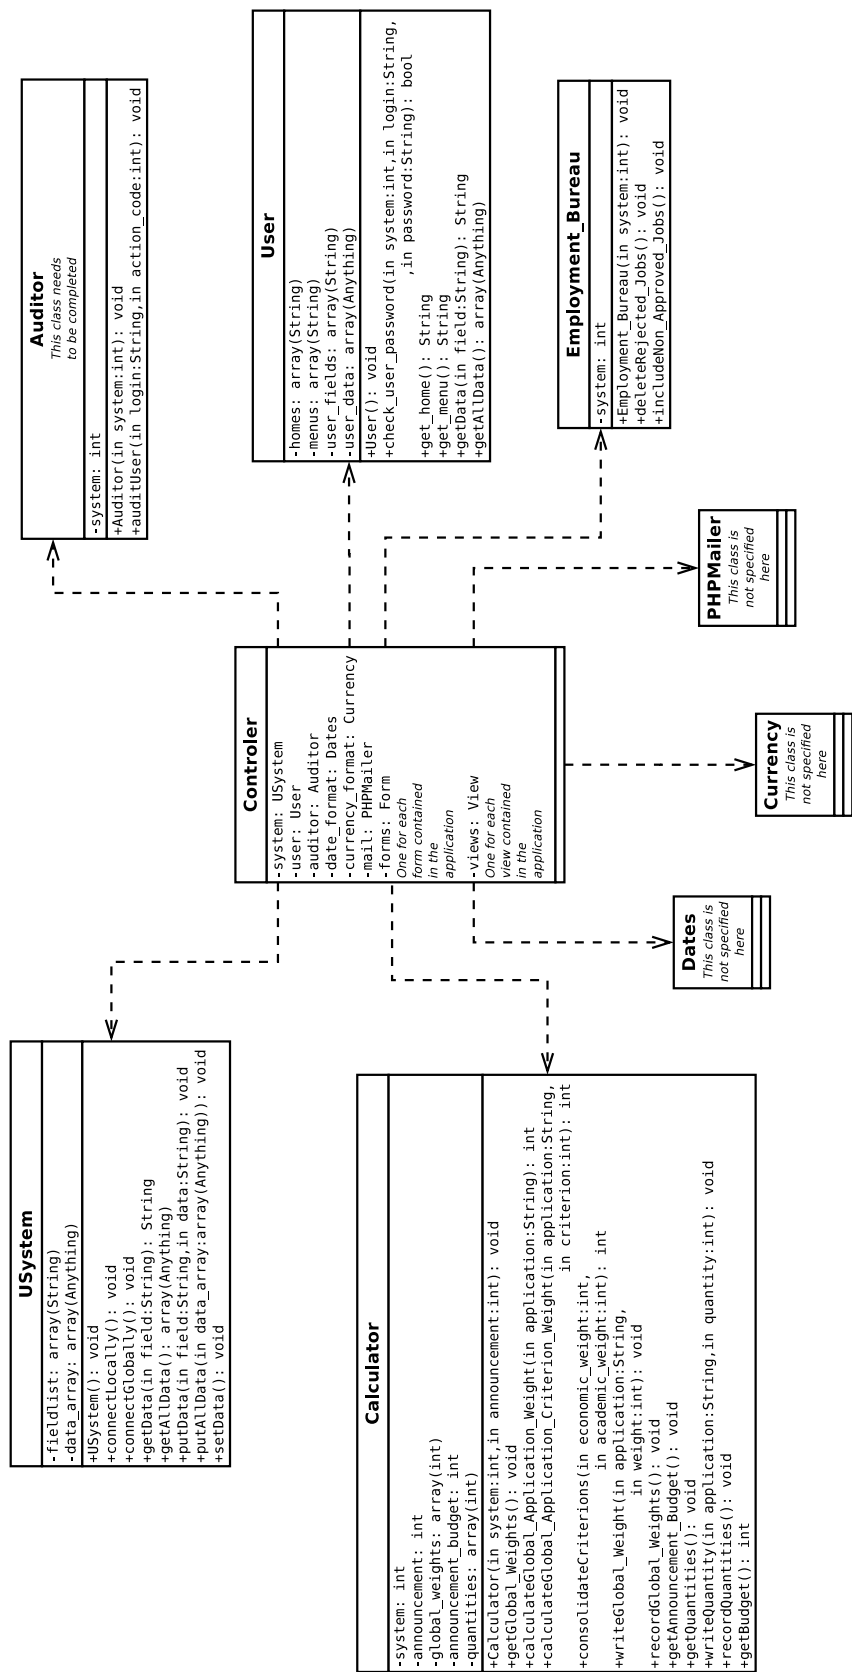 USystem
-fieldlist: array(String)
-data_array: array(Anything)
+USystem(): void
+connectLocally(): void
+connectGlobally(): void
+getData(in field:String): String
+getAllData(): array(Anything)
+putData(in field:String,in data:String): void
+putAllData(in data_array:array(Anything)): void
+setData(): void
Auditor
This class needs
to be completed
-system: int
+Auditor(in system:int): void
+auditUser(in login:String,in action_code:int): void
Controler
-system: USystem
-user: User
-auditor: Auditor
-date_format: Dates
-currency_format: Currency
-mail: PHPMailer
-forms: Form
One for each
form contained
in the
application
-views: View
One for each
view contained
in the
application
User
-homes: array(String)
-menus: array(String)
-user_fields: array(String)
-user_data: array(Anything)
+User(): void
+check_user_password(in system:int,in login:String,
,in password:String): bool
+get_home(): String
+get_menu(): String
+getData(in field:String): String
+getAllData(): array(Anything)
Calculator
-system: int
-announcement: int
-global_weights: array(int)
-announcement_budget: int
-quantities: array(int)
+Calculator(in system:int,in announcement:int): void
+getGlobal_Weights(): void
+calculateGlobal_Application_Weight(in application:String): int
+calculateGlobal_Application_Criterion_Weight(in application:String,
in criterion:int): int
+consolidateCriterions(in economic_weight:int,
in academic_weight:int): int
+writeGlobal_Weight(in application:String,
in weight:int): void
+recordGlobal_Weights(): void
+getAnnouncement_Budget(): void
+getQuantities(): void
+writeQuantity(in application:String,in quantity:int): void
+recordQuantities(): void
+getBudget(): int
Employment_Bureau
-system: int
+Employment_Bureau(in system:int): void
+deleteRejected_Jobs(): void
+includeNon_Approved_Jobs(): void
Dates
This class is
not specified
here
Currency
This class is
not specified
here
PHPMailer
This class is
not specified
here